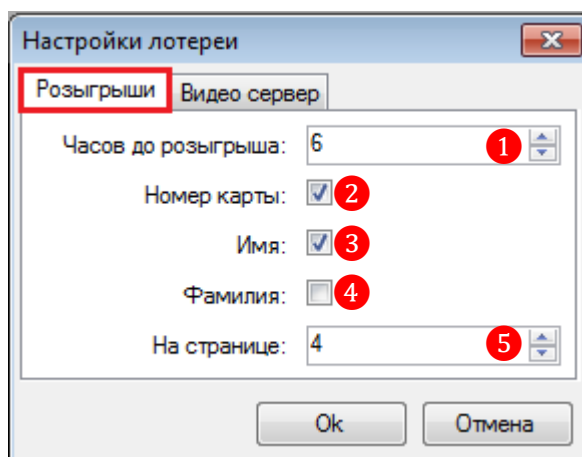 Настройки лотереи
Розыгрыши Видео сервер
Часов до розыгрыша: 6 1
Номер карты: 2
Имя: 3
Фамилия: 4
На странице: 4 5
Ok Отмена